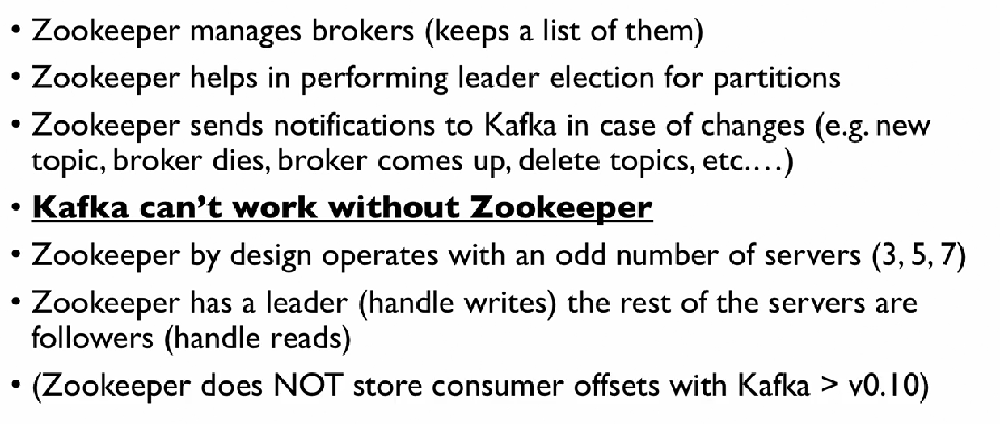 • Zookeeper manages brokers (keeps a list of them)
• Zookeeper helps in performing leader election for partitions
• Zookeeper sends notifications to Kafka in case of changes (e.g. new
topic, broker dies, broker comes up, delete topics, etc.…)
• Kafka can’t work without Zookeeper
• Zookeeper by design operates with an odd number of servers (3, 5, 7)
• Zookeeper has a leader (handle writes) the rest of the servers are
followers (handle reads)
• (Zookeeper does NOT store consumer offsets with Kafka > v0.10)